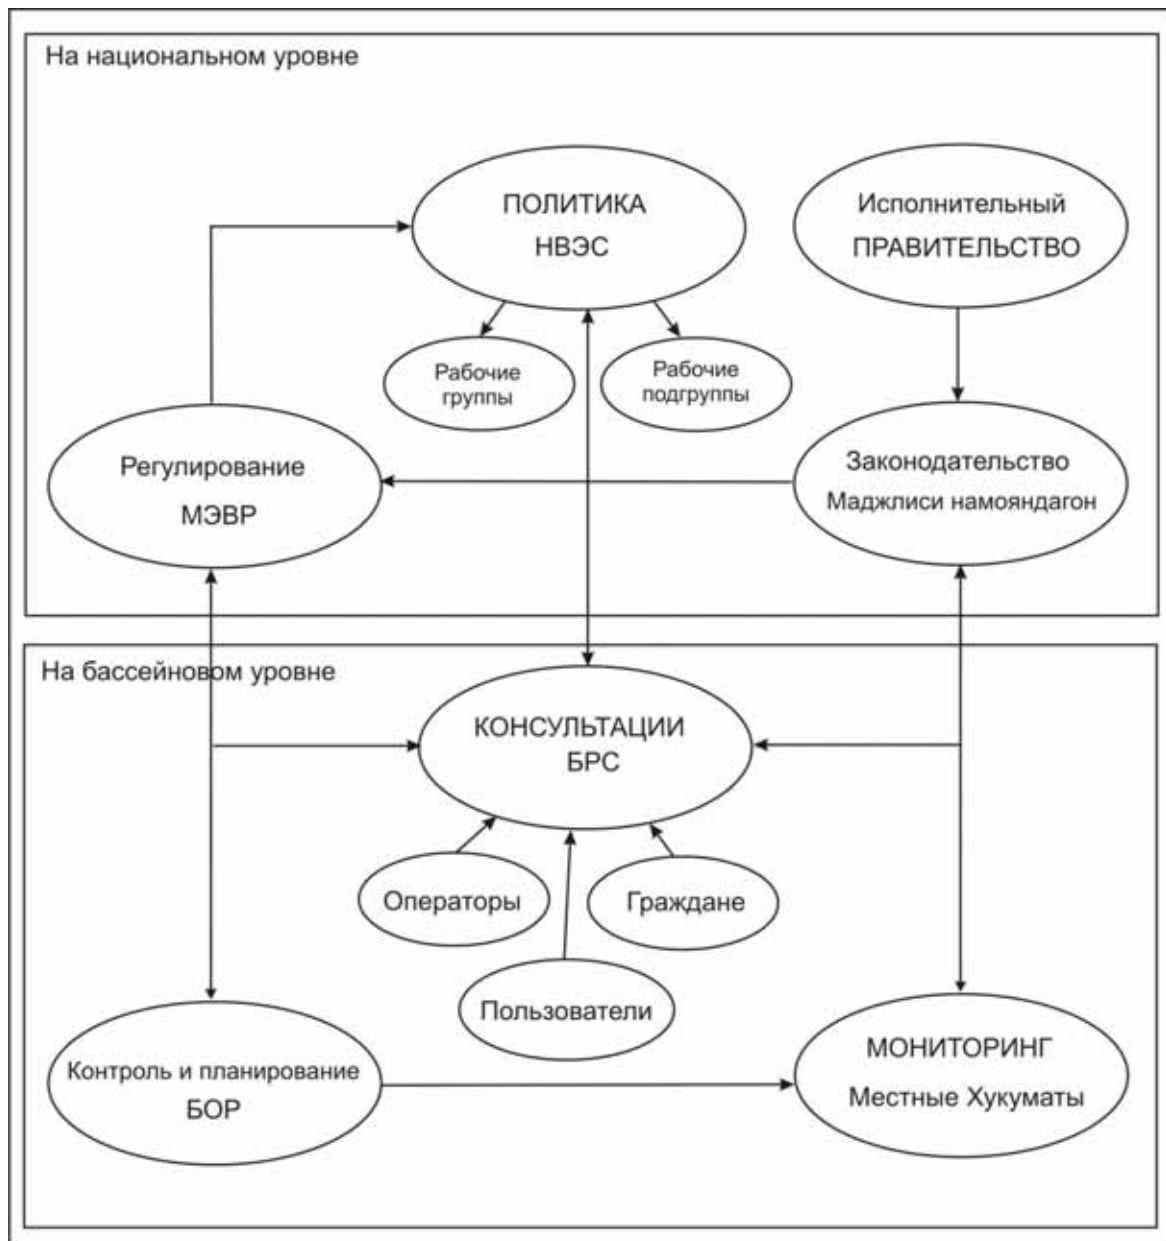 На национальном уровне
ПОЛИТИКА
НВЭС
Исполнительный
ПРАВИТЕЛЬСТВО
Рабочие
группы
Рабочие
подгруппы
Регулирование
МЭВР
Законодательство
Маджлиси намояндагон
На бассейновом уровне
КОНСУЛЬТАЦИИ
БРС
Операторы
Граждане
Пользователи
Контроль и планирование
БОР
МОНИТОРИНГ
Местные Хукуматы